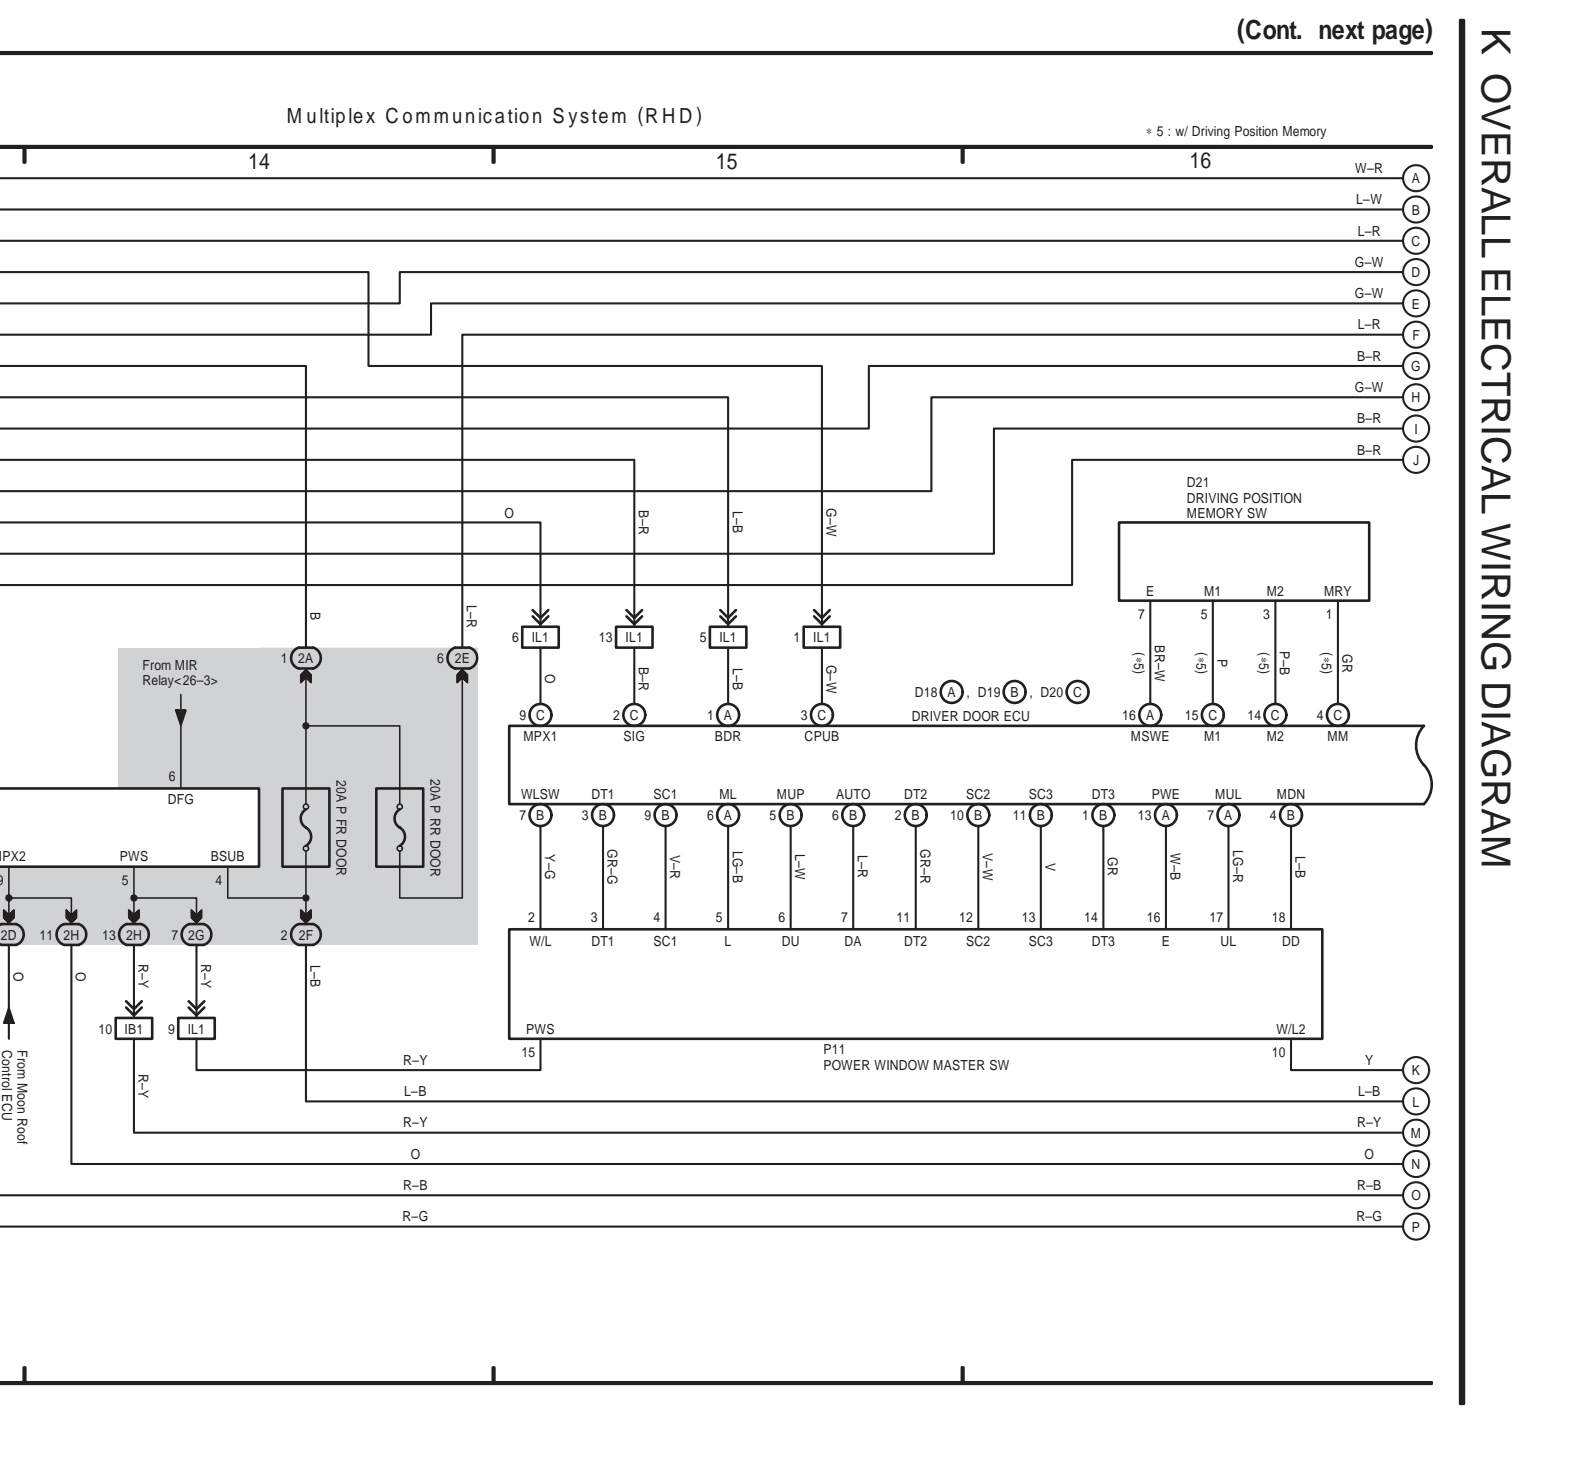 (Cont. next page)
K OVERALL ELECTRICAL WIRING DIAGRAM
Multiplex Communication System (RHD)
* 5 : w/ Driving Position Memory
14 15 16
W–R A
L–W B
L–R C
G–W D
G–W E
L–R F
B–R G
G–W H
B–R I
B–R J
D21
DRIVING POSITION
MEMORY SW
E M1 M2 MRY
7 5 3 1
BR–W (*5)
P (*5)
P–B (*5)
GR (*5)
O B–R L–B G–W
B L–R
6 IL1 13 IL1 5 IL1 1 IL1
O B–R L–B G–W
From MIR
Relay<26–3>
1 2A 6 2E
D18 A , D19 B , D20 C
DRIVER DOOR ECU
9 C 2 C 1 A 3 C 16 A 15 C 14 C 4 C
MPX1 SIG BDR CPUB MSWE M1 M2 MM
6
DFG
20A P FR DOOR
20A P RR DOOR
WLSW DT1 SC1 ML MUP AUTO DT2 SC2 SC3 DT3 PWE MUL MDN
7 B 3 B 9 B 6 A 5 B 6 B 2 B 10 B 11 B 1 B 13 A 7 A 4 B
PX2 PWS BSUB
9 5 4
Y–G GR–G V–R LG–B L–W L–R GR–R V–W V GR W–B LG–R L–B
2 3 4 5 6 7 11 12 13 14 16 17 18
2D 11 2H 13 2H 7 2G 2 2F
W/L DT1 SC1 L DU DA DT2 SC2 SC3 DT3 E UL DD
O O R–Y R–Y L–B
10 IB1 9 IL1
PWS W/L2
15 10
P11
POWER WINDOW MASTER SW
From Moon Roof
Control ECU
R–Y
R–Y Y K
L–B L–B L
R–Y R–Y M
O O N
R–B R–B O
R–G R–G P